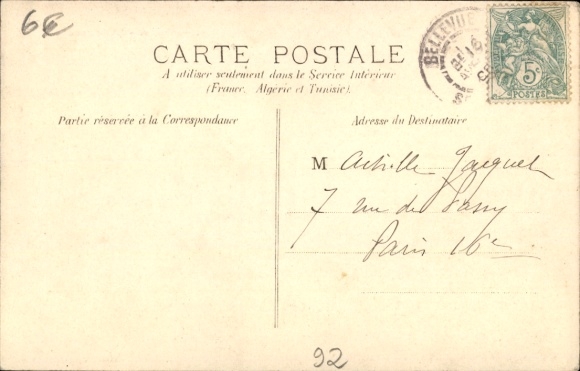 6€
BELLEVUE
5c
POSTES
CARTE POSTALE
A utiliser seulement dans le Service Intérieur
(France, Algérie et Tunisie).
Partie réservée à la Correspondance
Adresse du Destinataire
M Achille Jacquet
7 rue de Passy
Paris 16e
92